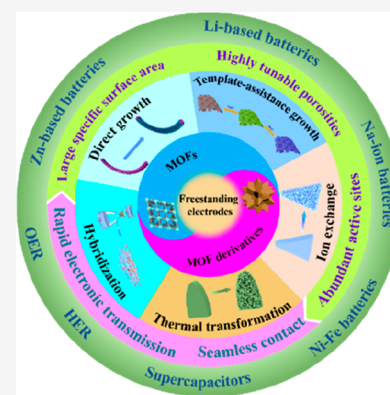 Li-based batteries
Zn-based batteries
Na-Ion batteries
OER
HER
Supercapacitors
Ni-Fe batteries
Large specific surface area
Highly tunable porosities
Abundant active sites
Rapid electronic transmission
Seamless contact
Direct growth
Template-assistance growth
Ion exchange
Hybridization
Thermal transformation
MOFs
Freestanding
electrodes
MOF derivatives